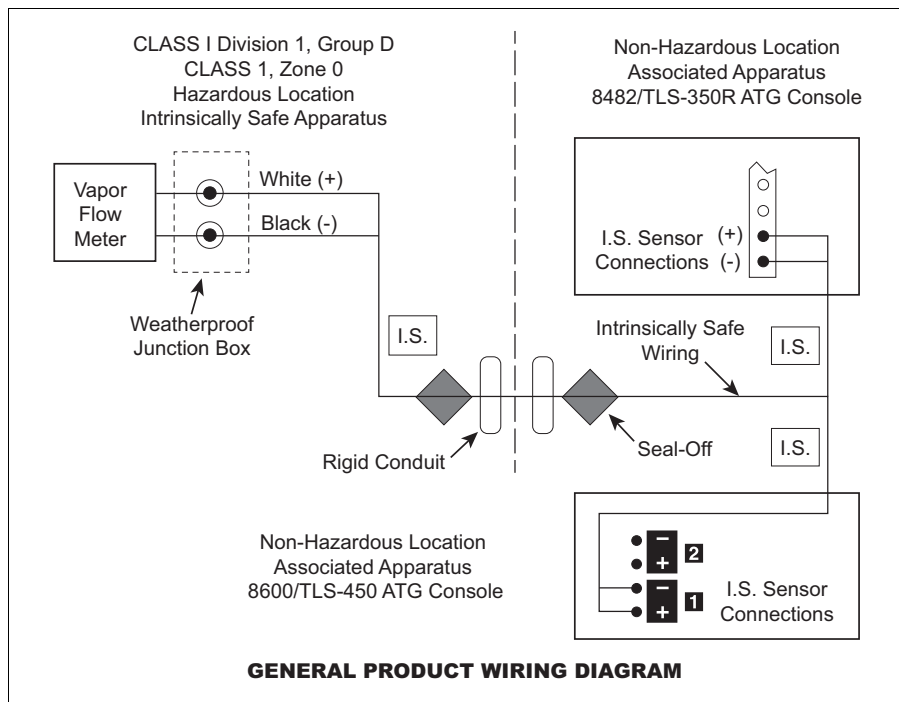 CLASS I Division 1, Group D
CLASS 1, Zone 0
Hazardous Location
Intrinsically Safe Apparatus
Non-Hazardous Location
Associated Apparatus
8482/TLS-350R ATG Console
Vapor
Flow
Meter
White (+)
Black (-)
Weatherproof
Junction Box
I.S.
I.S. Sensor
Connections
(+)
(-)
Intrinsically Safe
Wiring
I.S.
Rigid Conduit
Seal-Off
I.S.
Non-Hazardous Location
Associated Apparatus
8600/TLS-450 ATG Console
−
+
2
−
+
1
I.S. Sensor
Connections
GENERAL PRODUCT WIRING DIAGRAM